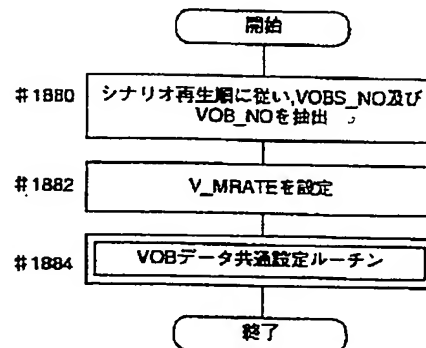 開始
#1880
シナリオ再生順に従い,VOBS_NO及び
VOB_NOを抽出
#1882
V_MRATEを設定
#1884
VOBデータ共通設定ルーチン
終了